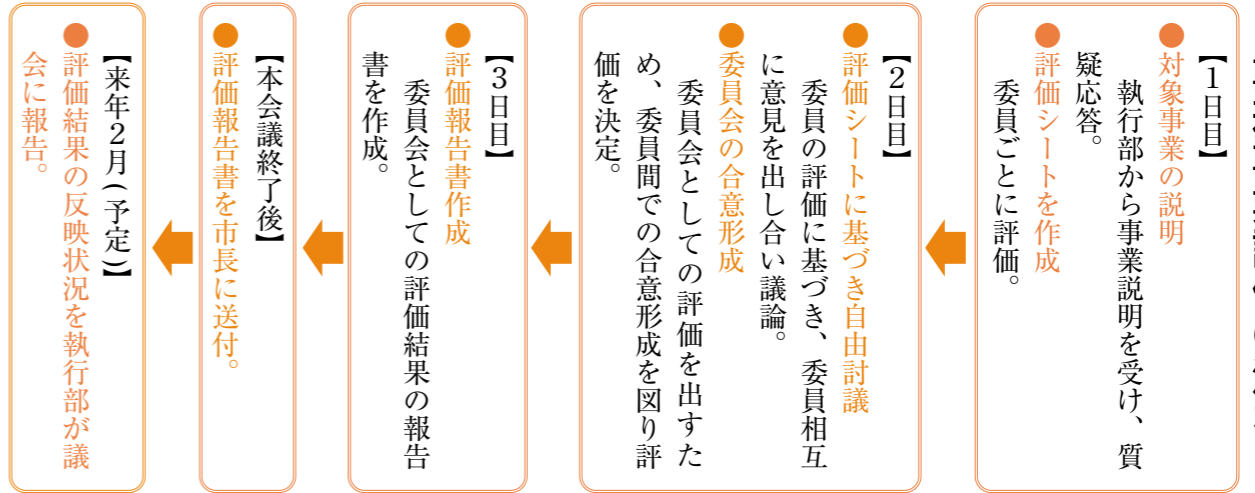 【1日目】
●対象事業の説明
執行部から事業説明を受け、質
疑応答。
●評価シートを作成
委員ごとに評価。
【2日目】
●評価シートに基づき自由討議
委員の評価に基づき、委員相互
に意見を出し合い議論。
●委員会の合意形成
委員会としての評価を出すた
め、委員間での合意形成を図り評
価を決定。
【3日目】
●評価報告書作成
委員会としての評価結果の報告
書を作成。
【本会議終了後】
●評価報告書を市長に送付。
【来年2月(予定)】
●評価結果の反映状況を執行部が議
会に報告。